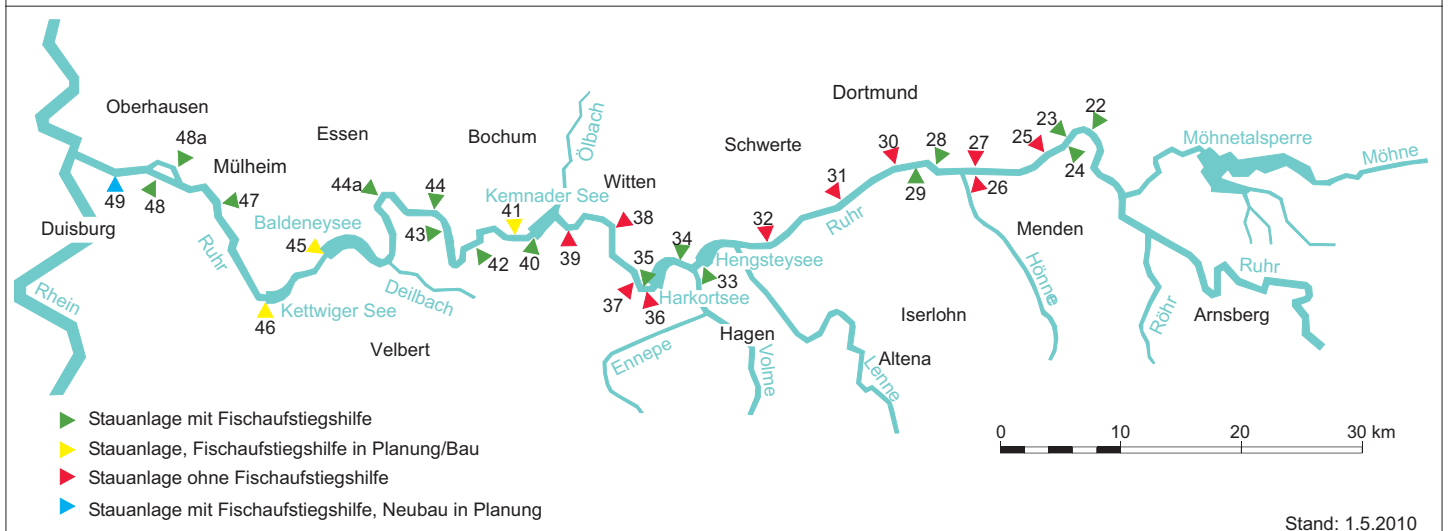 Oberhausen
Dortmund
Essen
Bochum
Ölbach
Schwerte
Mülheim
Witten
Möhnetalsperre
Möhne
Kemnader See
Duisburg
Baldeneysee
Ruhr
Ruhr
Menden
Hengsteysee
Deilbach
Hönne
Ruhr
Rhein
Kettwiger See
Harkortsee
Röhr
Arnsberg
Iserlohn
Hagen
Velbert
Ennepe
Volme
Altena
Lenne
22
23
24
25
26
27
28
29
30
31
32
33
34
35
36
37
38
39
40
41
42
43
44
44a
45
46
47
48
48a
49
Stauanlage mit Fischaufstiegshilfe
Stauanlage, Fischaufstiegshilfe in Planung/Bau
Stauanlage ohne Fischaufstiegshilfe
Stauanlage mit Fischaufstiegshilfe, Neubau in Planung
0 10 20 30 km
Stand: 1.5.2010